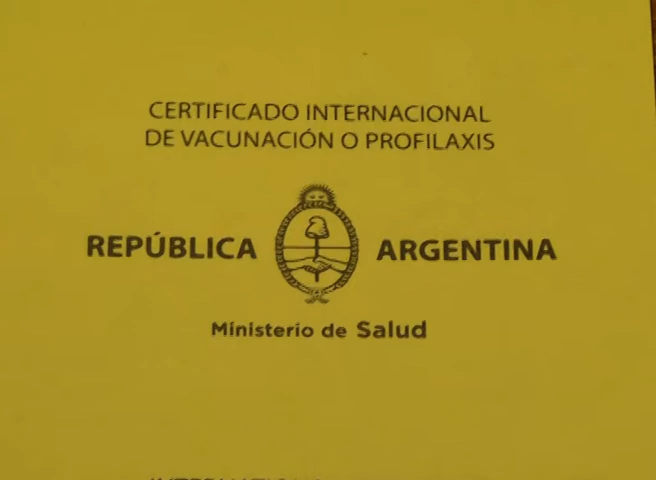 CERTIFICADO INTERNACIONAL
DE VACUNACIÓN O PROFILAXIS
REPÚBLICA ARGENTINA
Ministerio de Salud